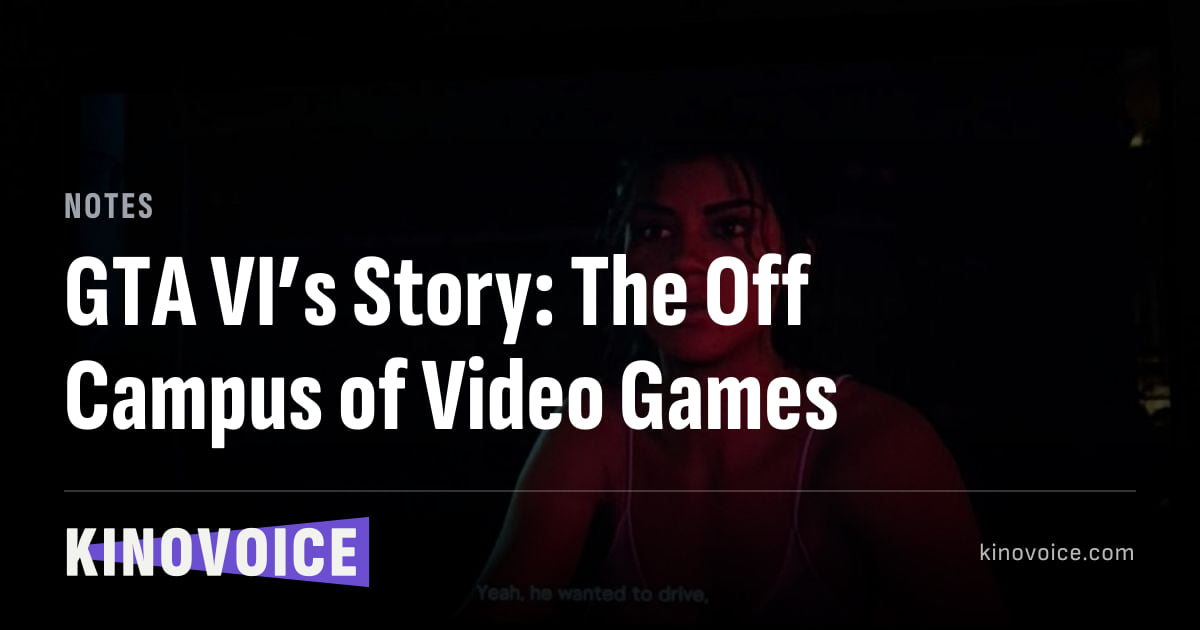 NOTES
GTA VI’s Story: The Off
Campus of Video Games
KINOVOICE
kinovoice.com
Yeah, he wanted to drive,